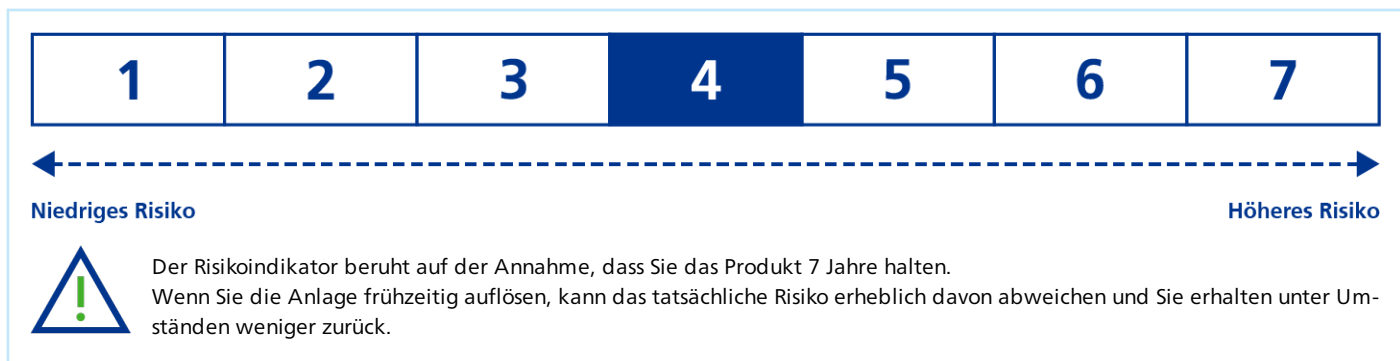 1 2 3 4 5 6 7
Niedriges Risiko Höheres Risiko
Der Risikoindikator beruht auf der Annahme, dass Sie das Produkt 7 Jahre halten.
Wenn Sie die Anlage frühzeitig auflösen, kann das tatsächliche Risiko erheblich davon abweichen und Sie erhalten unter Um-
ständen weniger zurück.